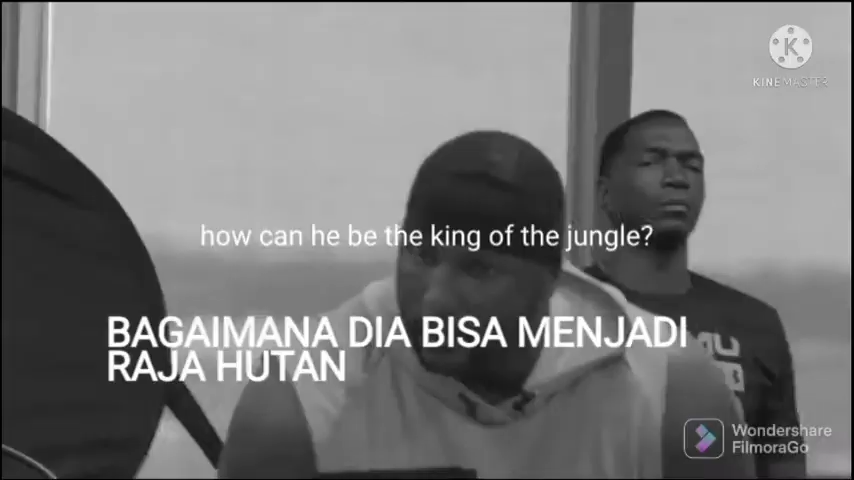 K
KINEMASTER
how can he be the king of the jungle?
BAGAIMANA DIA BISA MENJADI
RAJA HUTAN
Wondershare
FilmoraGo